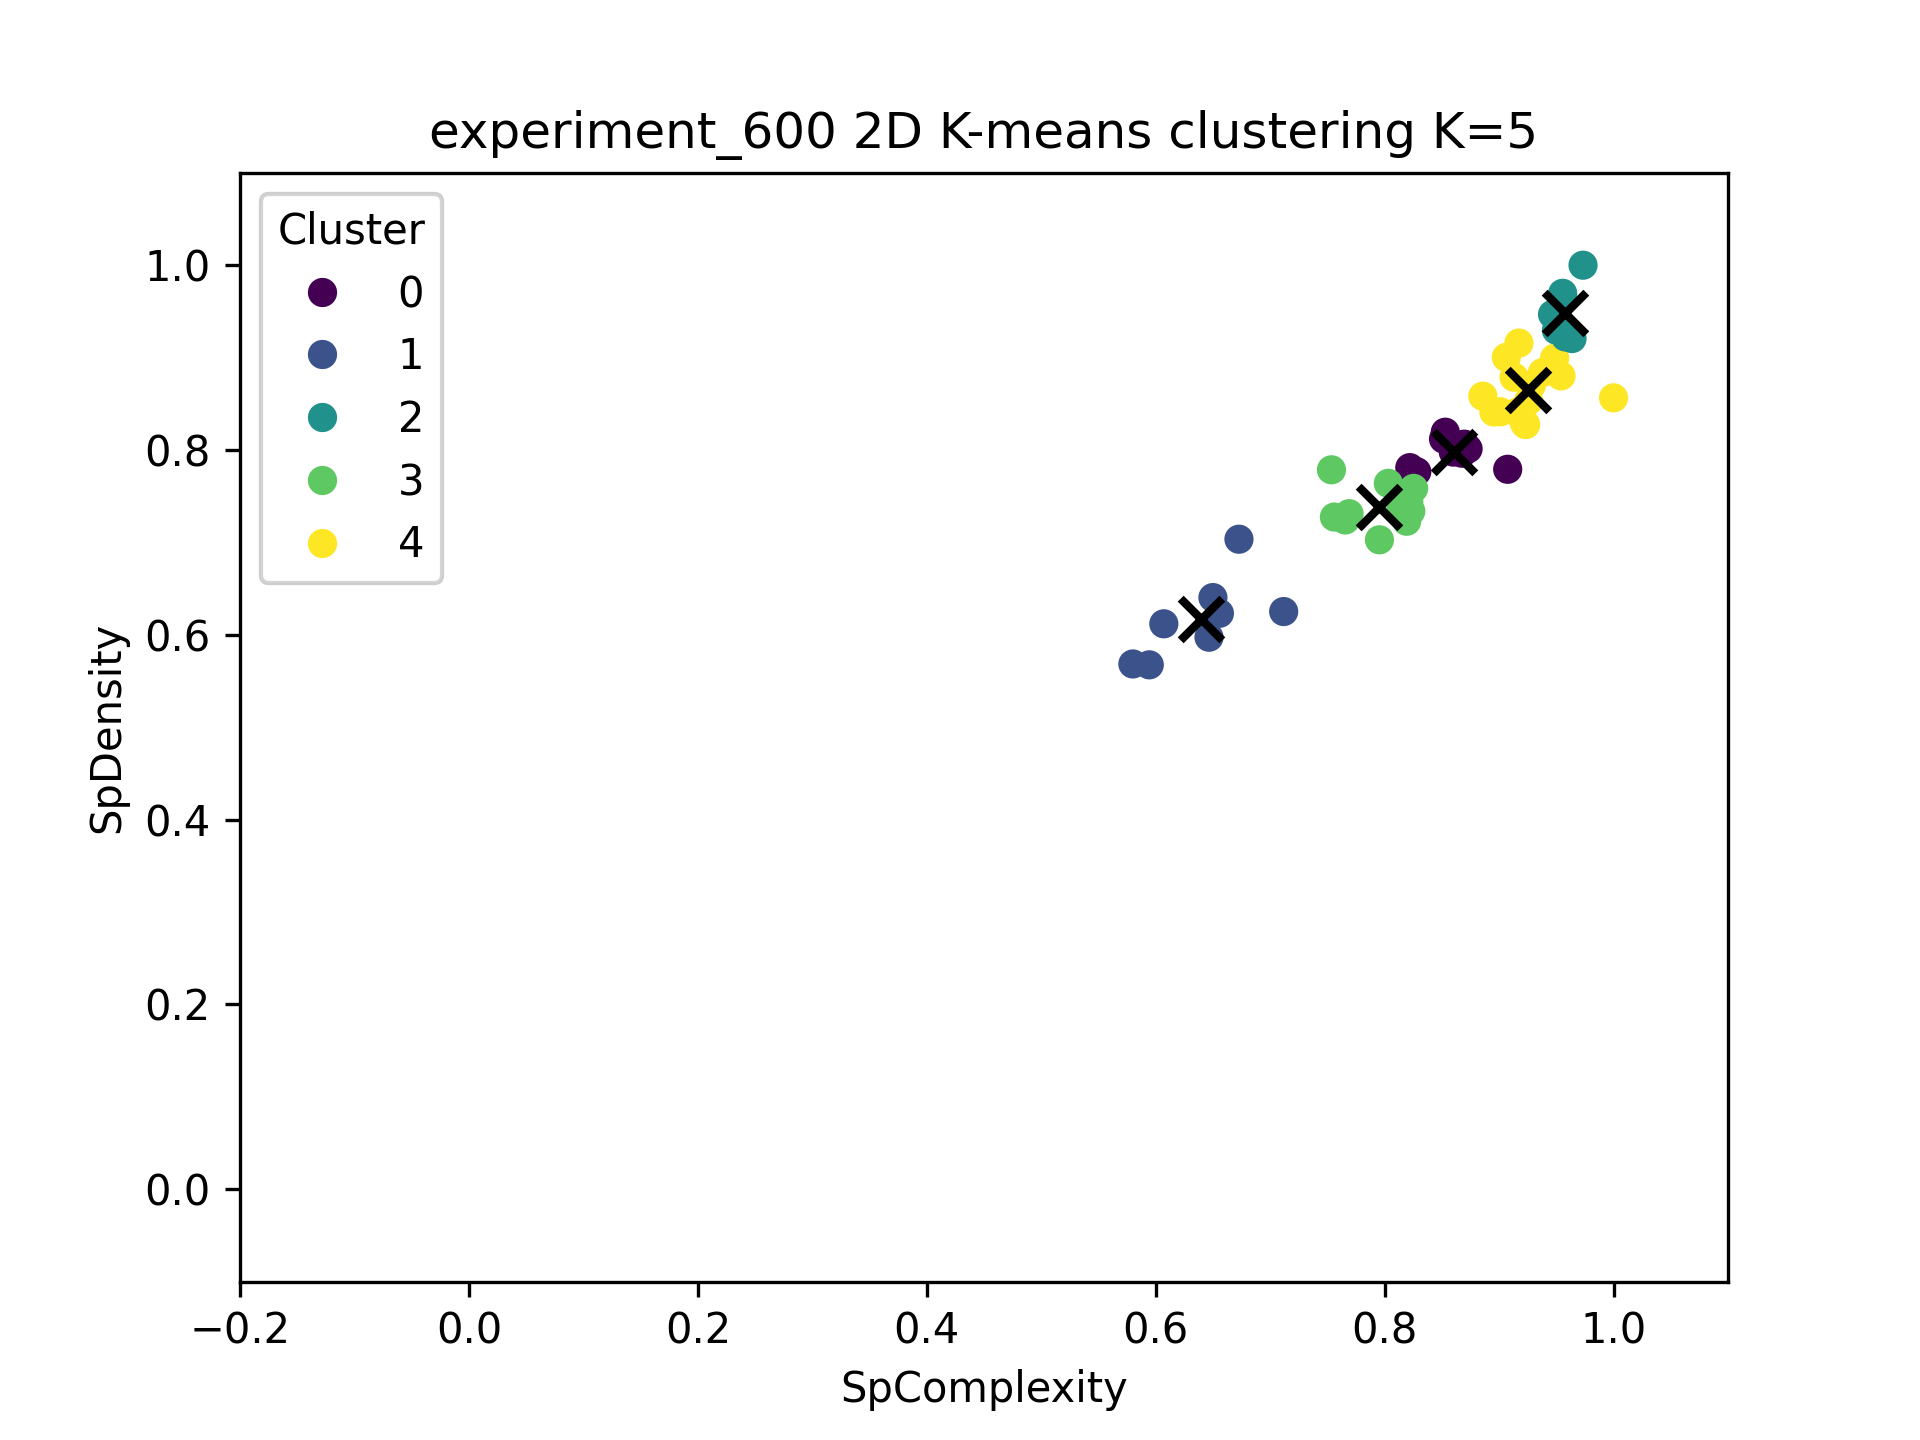 experiment_600 2D K-means clustering K=5
Cluster
0
1
2
3
4
SpDensity
1.0
0.8
0.6
0.4
0.2
0.0
−0.2 0.0 0.2 0.4 0.6 0.8 1.0
SpComplexity